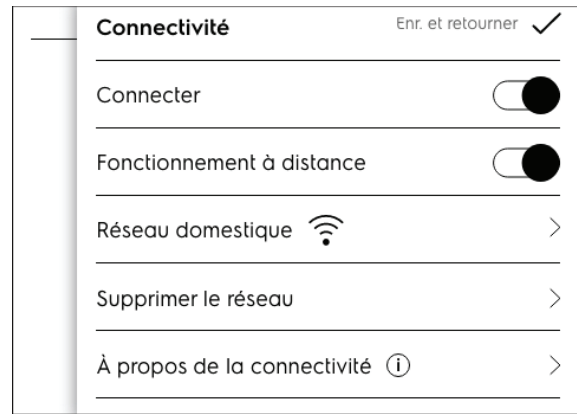 Connectivité Enr. et retourner
Connecter
Fonctionnement à distance
Réseau domestique
Supprimer le réseau
À propos de la connectivité